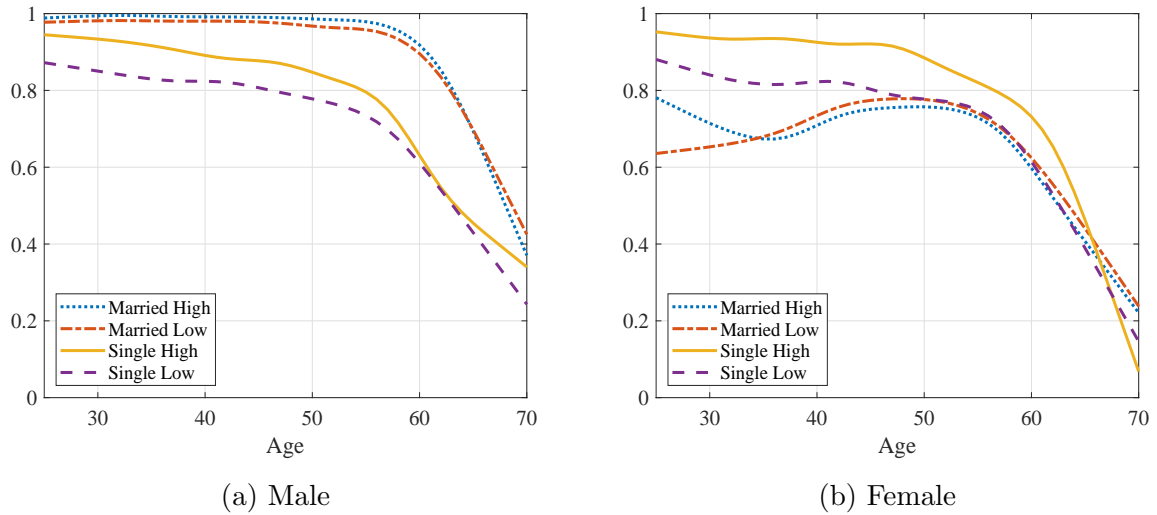 1
0.8
0.6
0.4
0.2
0
30
40
50
60
70
Age
Married High
Married Low
Single High
Single Low
(a) Male
1
0.8
0.6
0.4
0.2
0
30
40
50
60
70
Age
Married High
Married Low
Single High
Single Low
(b) Female